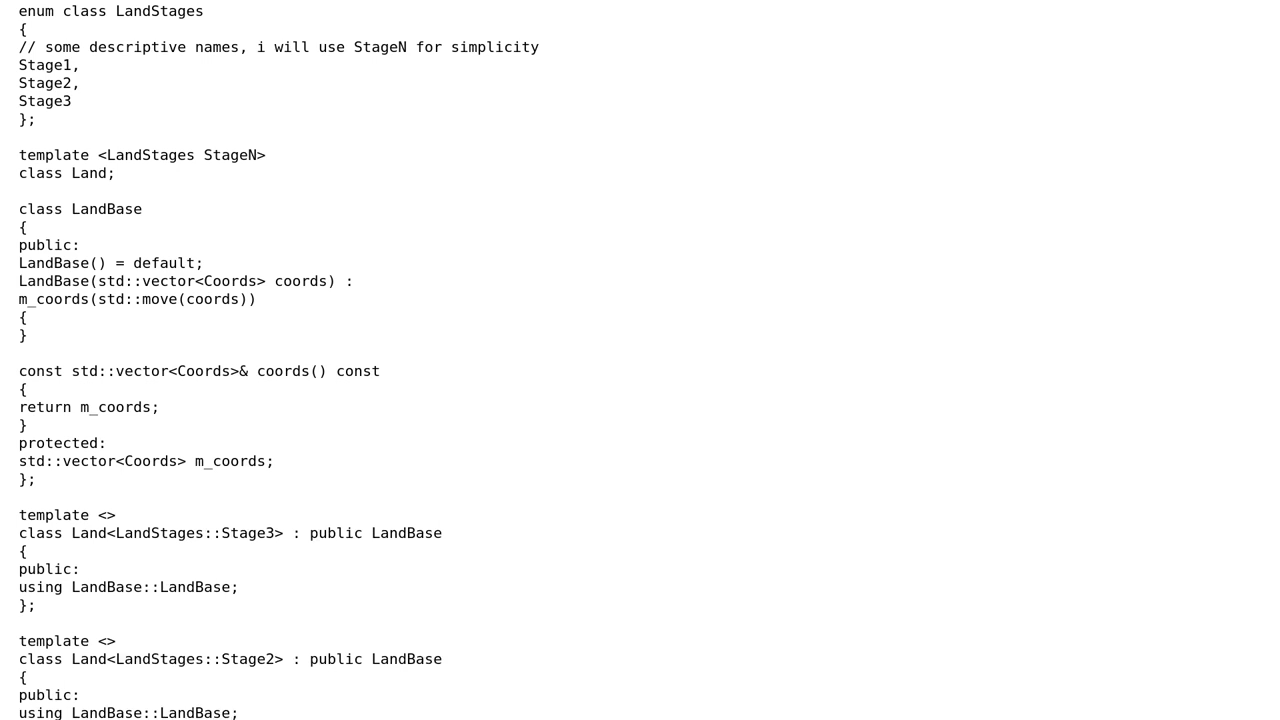 enum class LandStages
{
// some descriptive names, i will use StageN for simplicity
Stage1,
Stage2,
Stage3
};

template <LandStages StageN>
class Land;

class LandBase
{
public:
LandBase() = default;
LandBase(std::vector<Coords> coords) :
m_coords(std::move(coords))
{
}

const std::vector<Coords>& coords() const
{
return m_coords;
}
protected:
std::vector<Coords> m_coords;
};

template <>
class Land<LandStages::Stage3> : public LandBase
{
public:
using LandBase::LandBase;
};

template <>
class Land<LandStages::Stage2> : public LandBase
{
public:
using LandBase::LandBase;